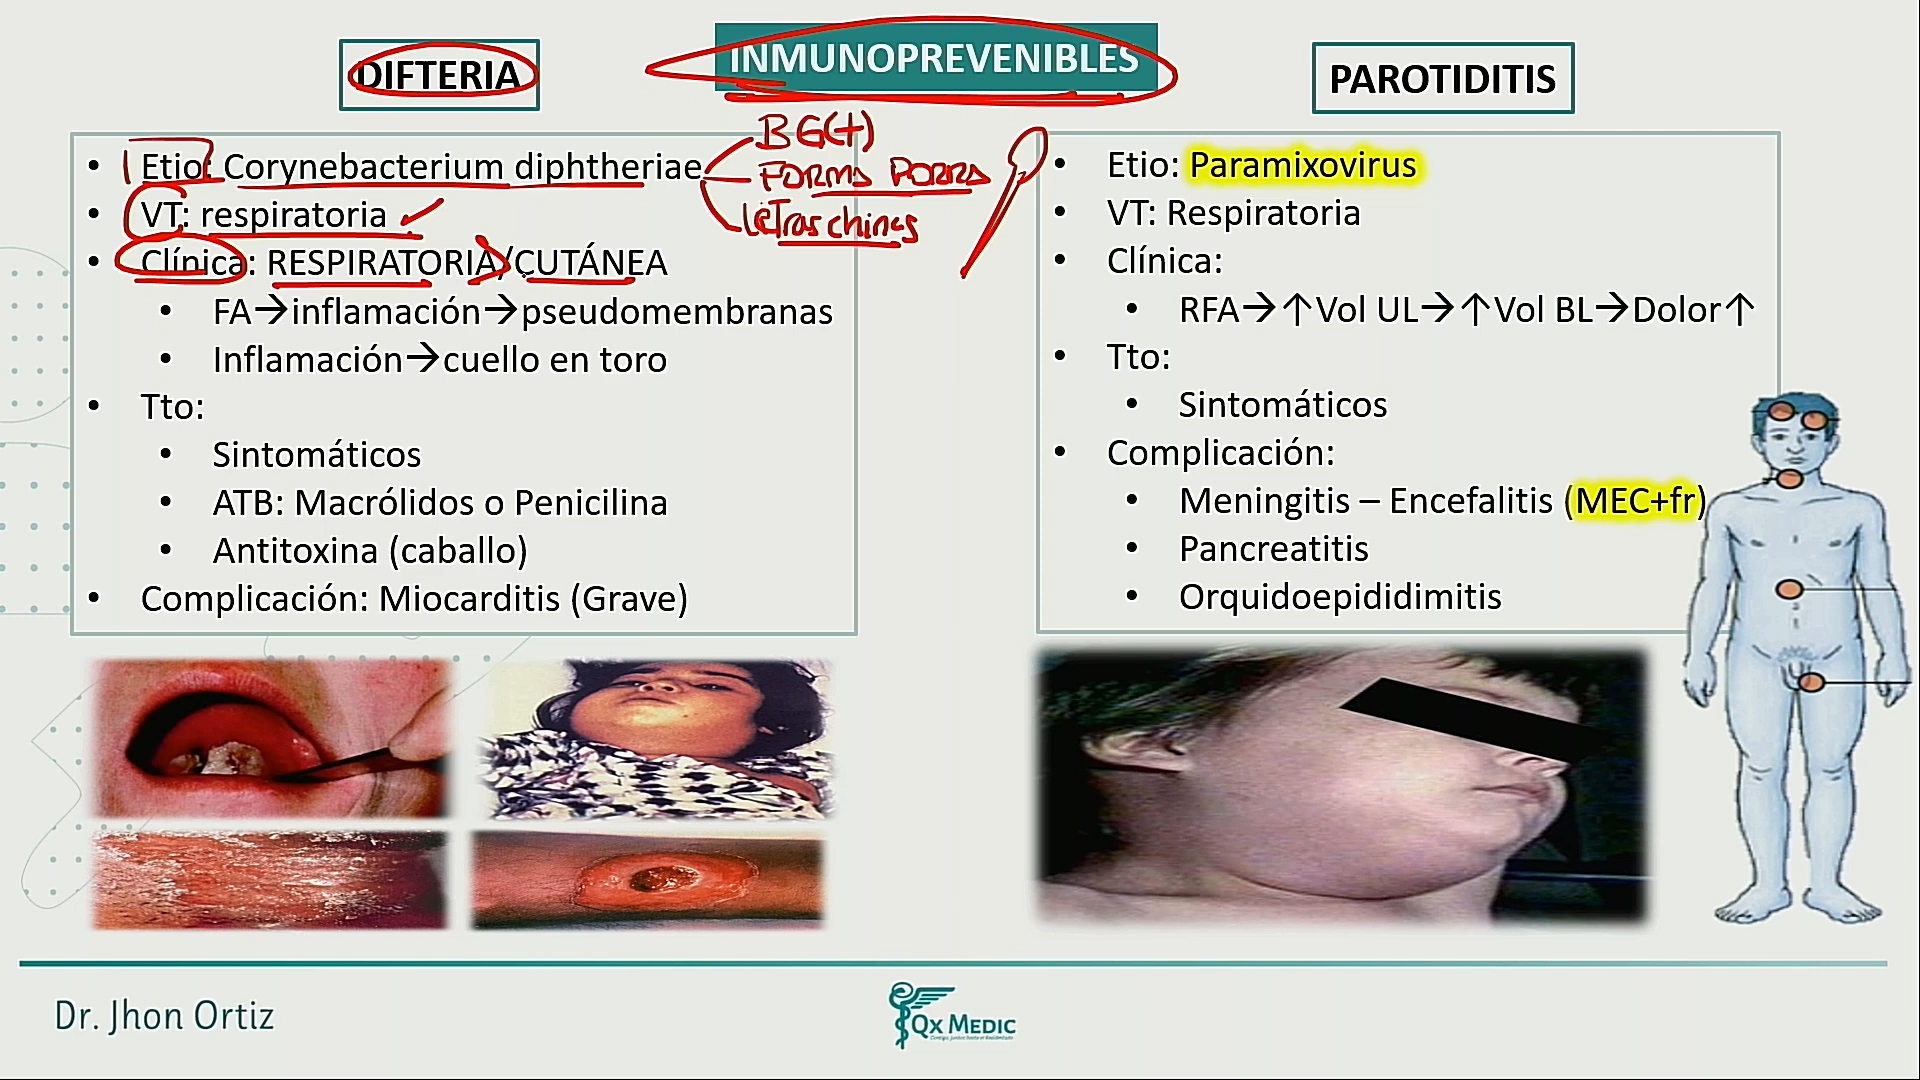 INMUNOPREVENIBLES
DIFTERIA
• Etio: Corynebacterium diphtheriae
BG(+)
FORMA PORRA
letras chinas
• VT: respiratoria
• Clínica: RESPIRATORIA/CUTÁNEA
• FA→inflamación→pseudomembranas
• Inflamación→cuello en toro
• Tto:
• Sintomáticos
• ATB: Macrólidos o Penicilina
• Antitoxina (caballo)
• Complicación: Miocarditis (Grave)
PAROTIDITIS
• Etio: Paramixovirus
• VT: Respiratoria
• Clínica:
• RFA→↑Vol UL→↑Vol BL→Dolor↑
• Tto:
• Sintomáticos
• Complicación:
• Meningitis – Encefalitis (MEC+fr)
• Pancreatitis
• Orquidoepididimitis
Dr. Jhon Ortiz
Qx MEDIC